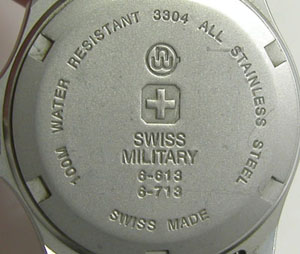 100M WATER RESISTANT 3304 ALL STAINLESS STEEL
W
SWISS
MILITARY
6-613
6-713
SWISS MADE